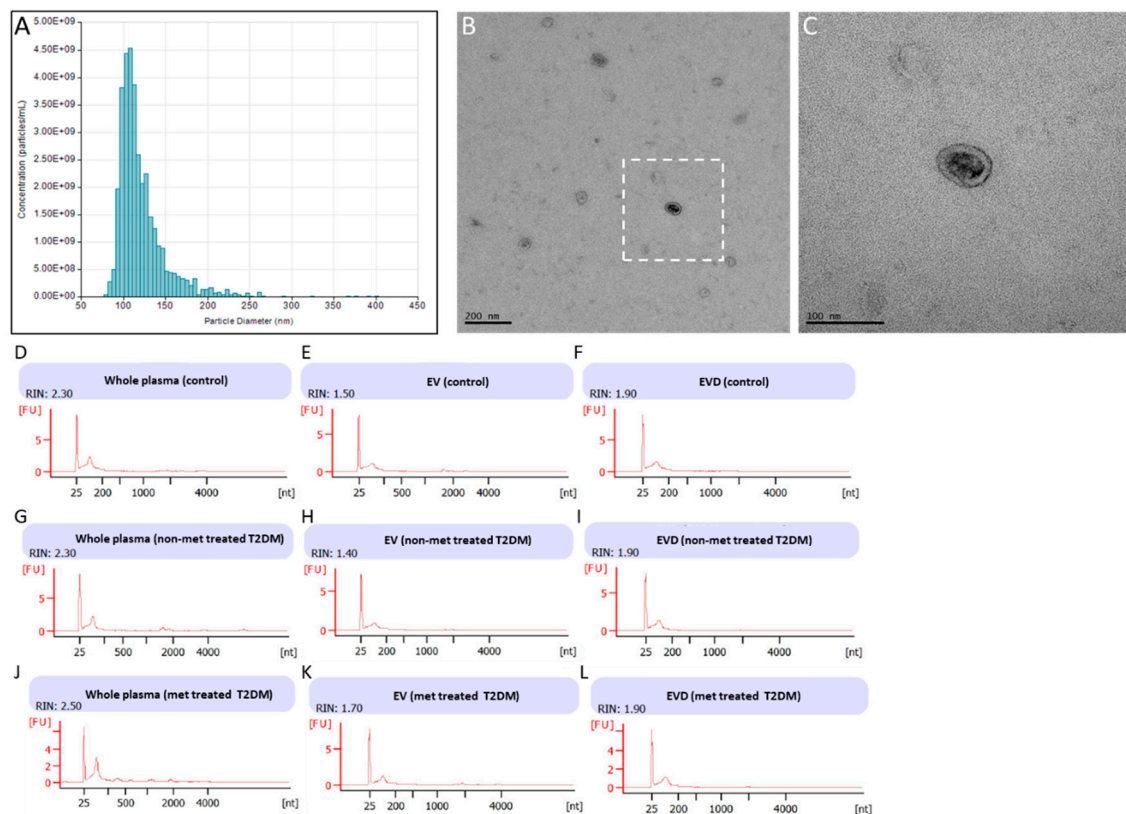 A
5.00E+09
4.50E+09
4.00E+09
3.50E+09
3.00E+09
2.50E+09
2.00E+09
1.50E+09
1.00E+09
5.00E+08
0.00E+00
Concentration (particles/mL)
50 100 150 200 250 300 350 400 450
Particle Diameter (nm)
B
200 nm
C
100 nm
D
Whole plasma (control)
RIN: 2.30
[FU]
5
0
25 200 1000 4000 [nt]
E
EV (control)
RIN: 1.50
[FU]
5
0
25 500 2000 4000 [nt]
F
EVD (control)
RIN: 1.90
[FU]
5
0
25 200 1000 4000 [nt]
G
Whole plasma (non-met treated T2DM)
RIN: 2.30
[FU]
5
0
25 500 2000 4000 [nt]
H
EV (non-met treated T2DM)
RIN: 1.40
[FU]
5
0
25 200 1000 4000 [nt]
I
EVD (non-met treated T2DM)
RIN: 1.90
[FU]
5
0
25 200 1000 4000 [nt]
J
Whole plasma (met treated T2DM)
RIN: 2.50
[FU]
4
2
0
25 500 2000 4000 [nt]
K
EV (met treated T2DM)
RIN: 1.70
[FU]
5
0
25 200 1000 4000 [nt]
L
EVD (met treated T2DM)
RIN: 1.90
[FU]
4
2
0
25 200 1000 4000 [nt]